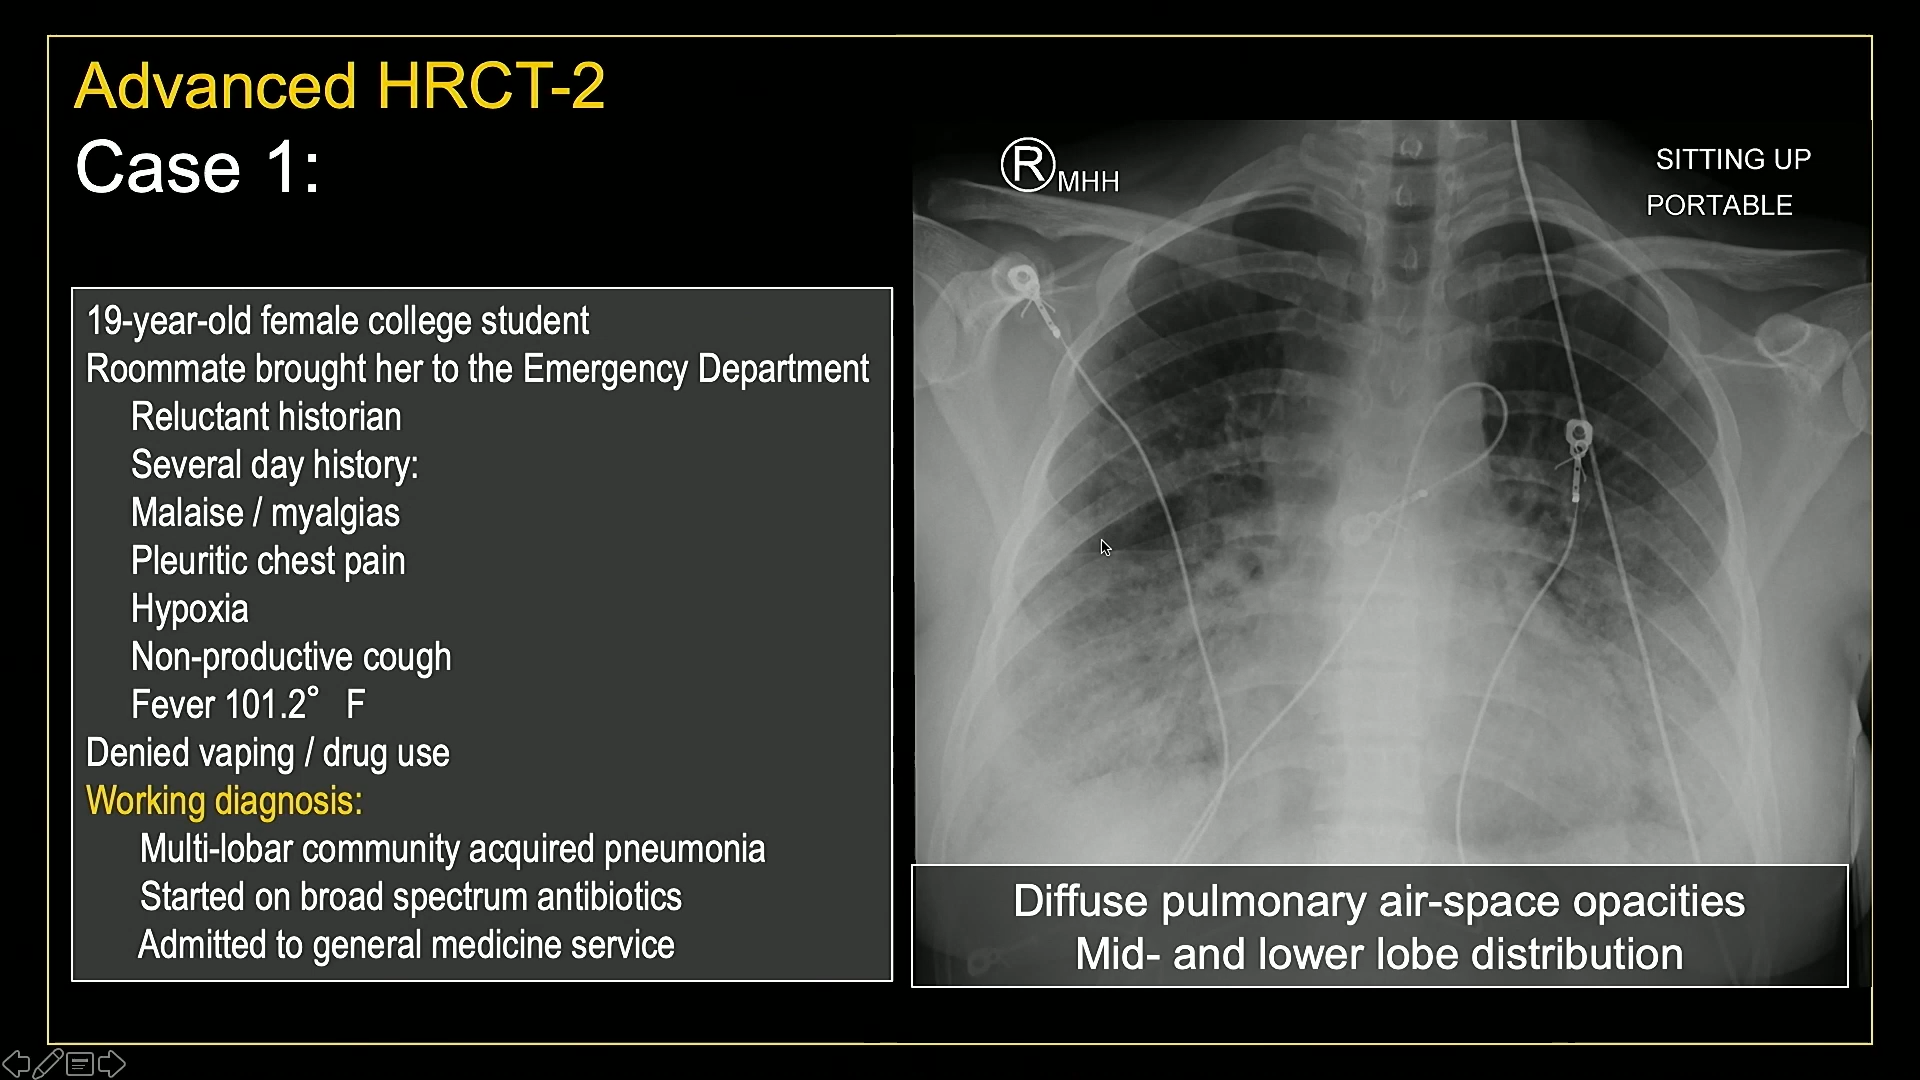 Advanced HRCT-2
Case 1:
19-year-old female college student
Roommate brought her to the Emergency Department
Reluctant historian
Several day history:
Malaise / myalgias
Pleuritic chest pain
Hypoxia
Non-productive cough
Fever 101.2° F
Denied vaping / drug use
Working diagnosis:
Multi-lobar community acquired pneumonia
Started on broad spectrum antibiotics
Admitted to general medicine service
R MHH
SITTING UP
PORTABLE
Diffuse pulmonary air-space opacities
Mid- and lower lobe distribution